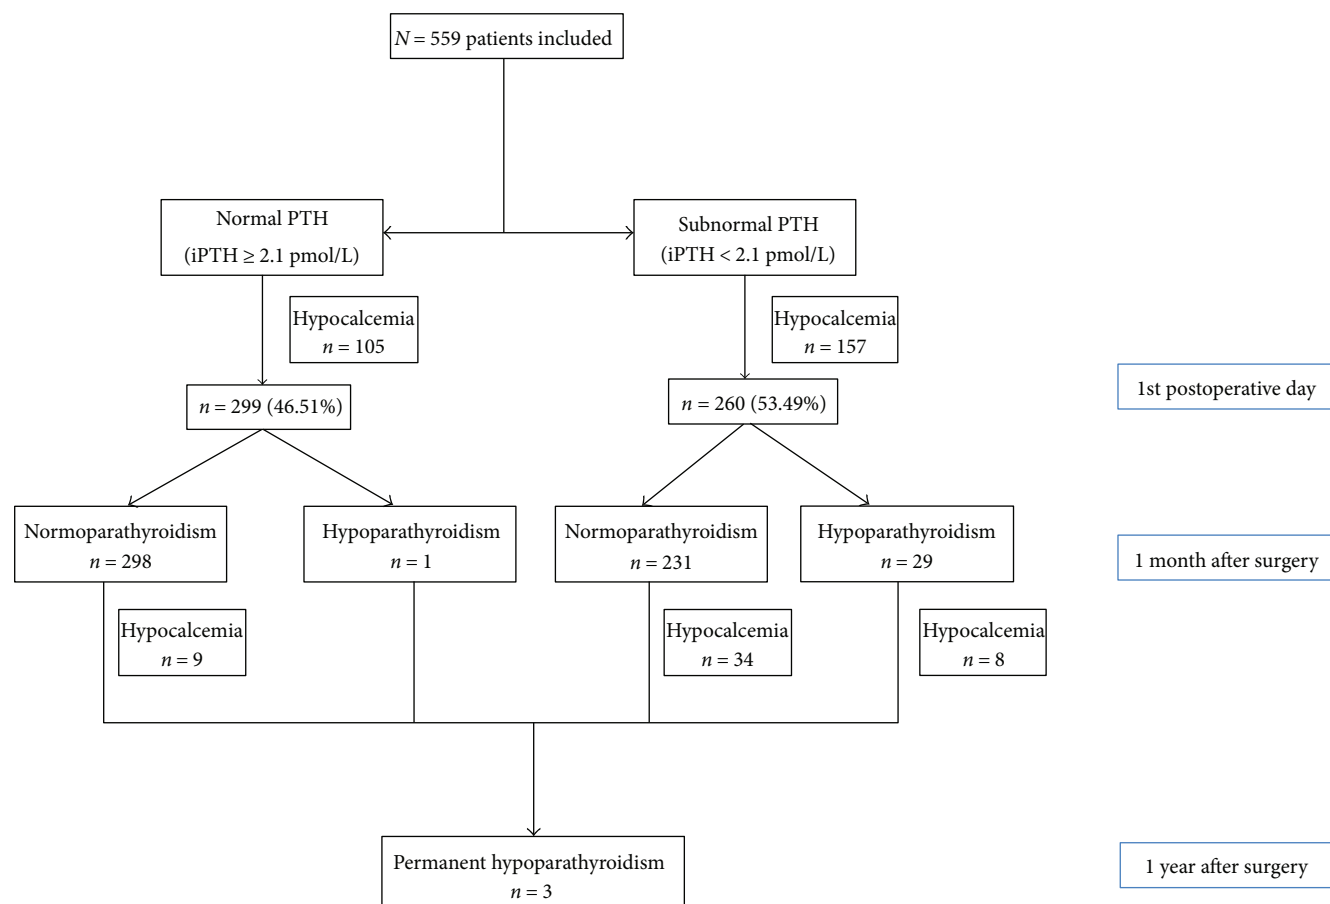 N = 559 patients included
Normal PTH
(iPTH ≥ 2.1 pmol/L)
Subnormal PTH
(iPTH < 2.1 pmol/L)
Hypocalcemia
n = 105
Hypocalcemia
n = 157
n = 299 (46.51%)
n = 260 (53.49%)
1st postoperative day
Normoparathyroidism
n = 298
Hypoparathyroidism
n = 1
Normoparathyroidism
n = 231
Hypoparathyroidism
n = 29
1 month after surgery
Hypocalcemia
n = 9
Hypocalcemia
n = 34
Hypocalcemia
n = 8
Permanent hypoparathyroidism
n = 3
1 year after surgery